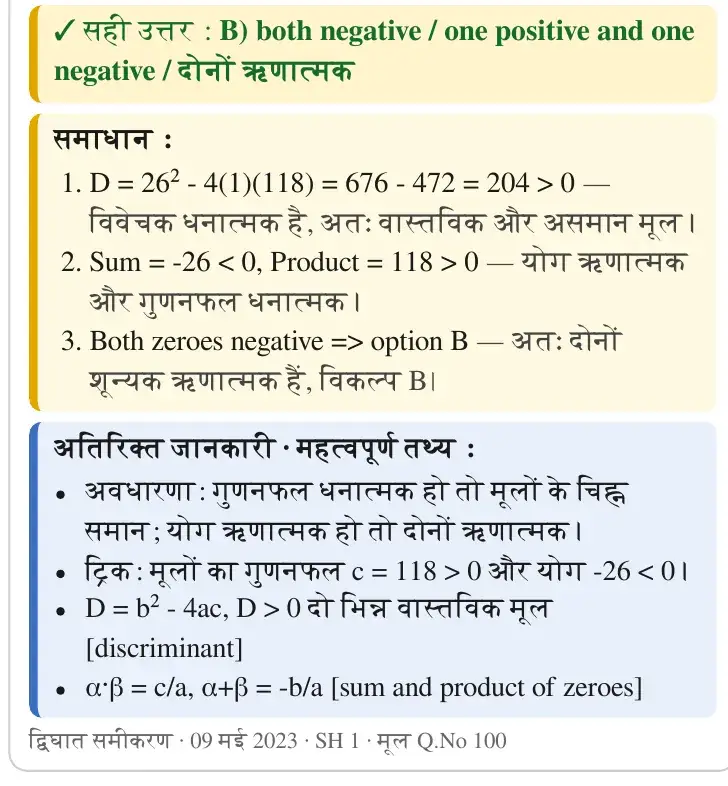 ✓ सही उत्तर : B) both negative / one positive and one
negative / दोनों ऋणात्मक
समाधान :
1. D = 26² - 4(1)(118) = 676 - 472 = 204 > 0 —
विवेचक धनात्मक है, अतः वास्तविक और असमान मूल।
2. Sum = -26 < 0, Product = 118 > 0 — योग ऋणात्मक
और गुणनफल धनात्मक।
3. Both zeroes negative => option B — अतः दोनों
शून्यक ऋणात्मक हैं, विकल्प B।
अतिरिक्त जानकारी · महत्वपूर्ण तथ्य :
• अवधारणा : गुणनफल धनात्मक हो तो मूलों के चिह्न
समान ; योग ऋणात्मक हो तो दोनों ऋणात्मक।
• ट्रिक : मूलों का गुणनफल c = 118 > 0 और योग -26 < 0।
• D = b² - 4ac, D > 0 दो भिन्न वास्तविक मूल
[discriminant]
• α·β = c/a, α+β = -b/a [sum and product of zeroes]
द्विघात समीकरण · 09 मई 2023 · SH 1 · मूल Q.No 100